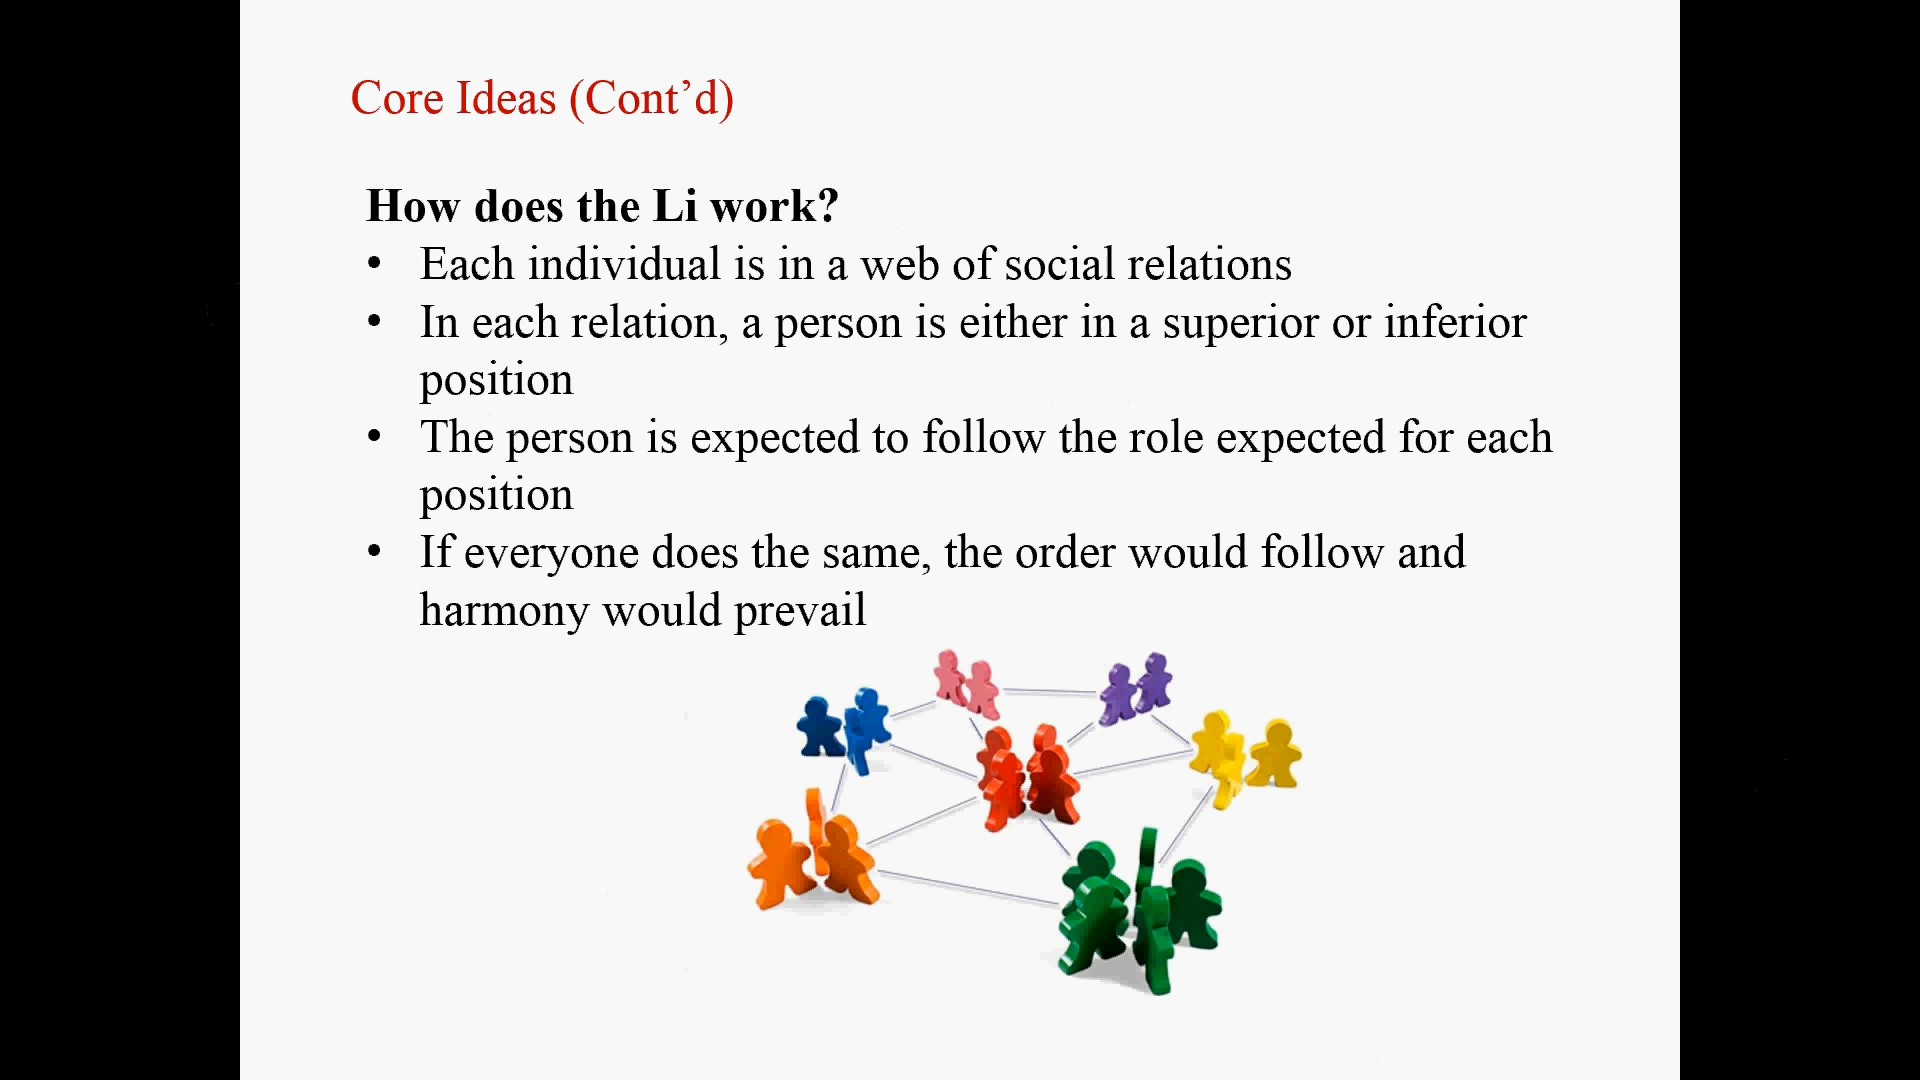 Core Ideas (Cont’d)
How does the Li work?
• Each individual is in a web of social relations
• In each relation, a person is either in a superior or inferior
position
• The person is expected to follow the role expected for each
position
• If everyone does the same, the order would follow and
harmony would prevail